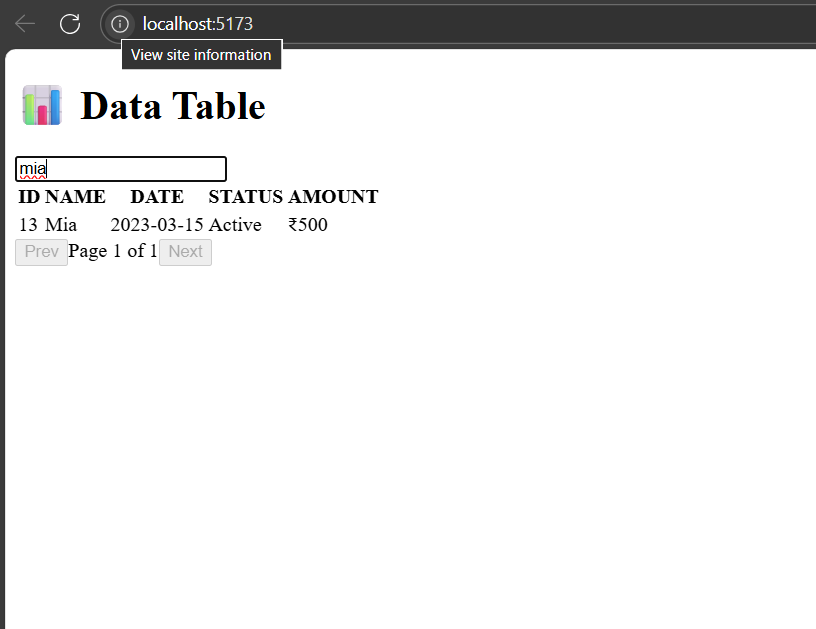 localhost:5173
View site information
📊 Data Table
mia
ID NAME DATE STATUS AMOUNT
13 Mia 2023-03-15 Active ₹500
Prev Page 1 of 1 Next